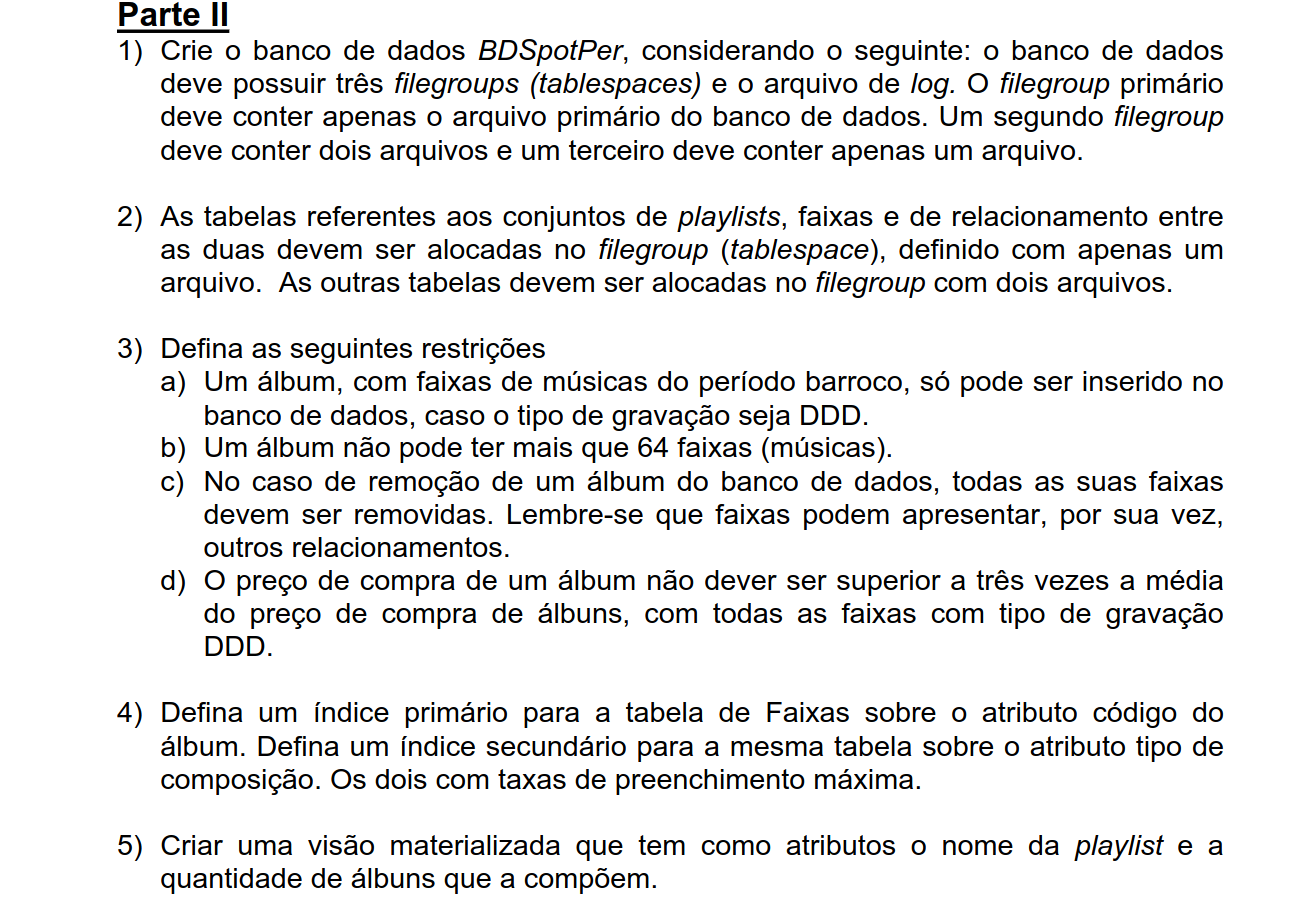 Parte II
1) Crie o banco de dados BDSpotPer, considerando o seguinte: o banco de dados
deve possuir três filegroups (tablespaces) e o arquivo de log. O filegroup primário
deve conter apenas o arquivo primário do banco de dados. Um segundo filegroup
deve conter dois arquivos e um terceiro deve conter apenas um arquivo.
2) As tabelas referentes aos conjuntos de playlists, faixas e de relacionamento entre
as duas devem ser alocadas no filegroup (tablespace), definido com apenas um
arquivo. As outras tabelas devem ser alocadas no filegroup com dois arquivos.
3) Defina as seguintes restrições
a) Um álbum, com faixas de músicas do período barroco, só pode ser inserido no
banco de dados, caso o tipo de gravação seja DDD.
b) Um álbum não pode ter mais que 64 faixas (músicas).
c) No caso de remoção de um álbum do banco de dados, todas as suas faixas
devem ser removidas. Lembre-se que faixas podem apresentar, por sua vez,
outros relacionamentos.
d) O preço de compra de um álbum não dever ser superior a três vezes a média
do preço de compra de álbuns, com todas as faixas com tipo de gravação
DDD.
4) Defina um índice primário para a tabela de Faixas sobre o atributo código do
álbum. Defina um índice secundário para a mesma tabela sobre o atributo tipo de
composição. Os dois com taxas de preenchimento máxima.
5) Criar uma visão materializada que tem como atributos o nome da playlist e a
quantidade de álbuns que a compõem.